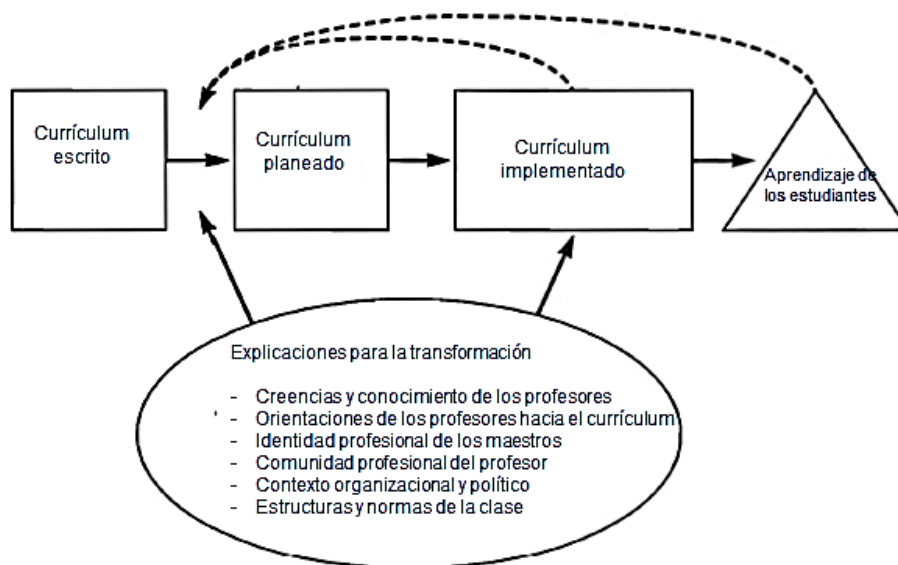 Currículum
escrito
Currículum
planeado
Currículum
implementado
Aprendizaje de
los estudiantes
Explicaciones para la transformación
- Creencias y conocimiento de los profesores
- Orientaciones de los profesores hacia el currículum
- Identidad profesional de los maestros
- Comunidad profesional del profesor
- Contexto organizacional y político
- Estructuras y normas de la clase